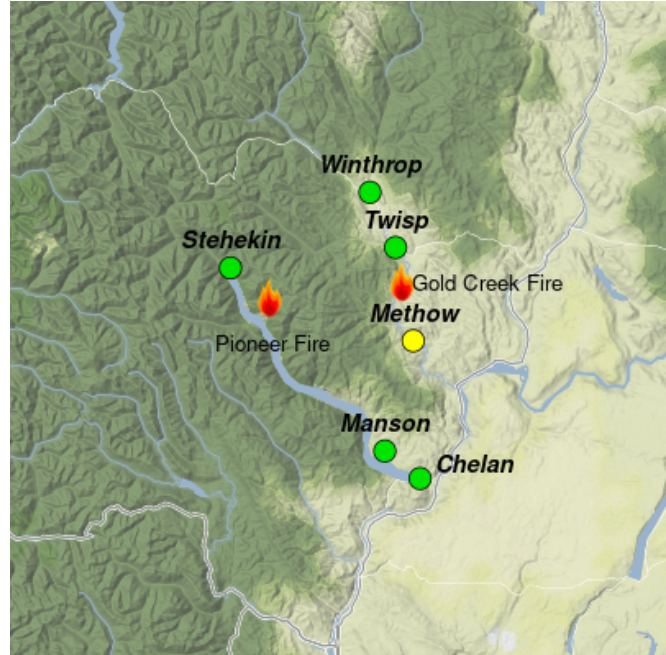 Winthrop
Twisp
Stehekin
Gold Creek Fire
Methow
Pioneer Fire
Manson
Chelan